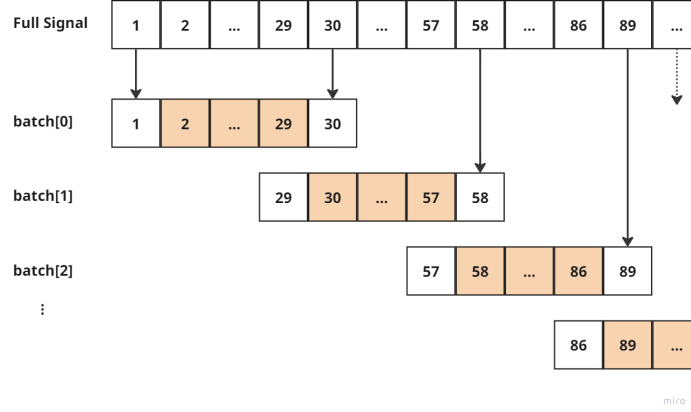 Full Signal 1 2 ... 29 30 ... 57 58 ... 86 89 ...
batch[0] 1 2 ... 29 30
batch[1] 29 30 ... 57 58
batch[2] 57 58 ... 86 89
⋮
86 89 ...
miro